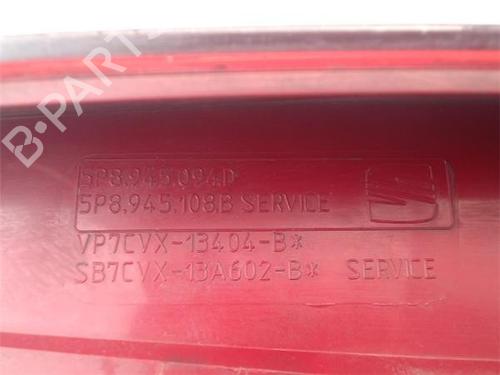 B-PARTS
5P8.945.094D
5P8.945.108B SERVICE
VP7CVX-13404-B*
SB7CVX-13A602-B* SERVICE